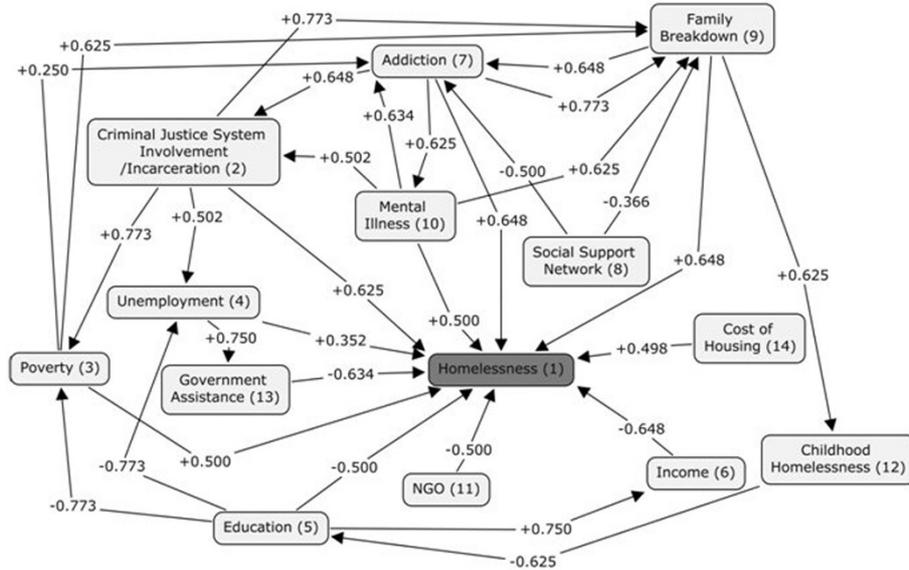 +0.773
Family
Breakdown (9)
+0.625
+0.250
Addiction (7)
+0.648
+0.648
+0.773
+0.634
Criminal Justice System
Involvement
/Incarceration (2)
+0.625
+0.502
-0.500
+0.625
-0.366
+0.502
Mental
Illness (10)
+0.648
+0.773
Social Support
Network (8)
+0.648
+0.625
+0.625
Unemployment (4)
+0.500
+0.750
+0.352
Cost of
Housing (14)
+0.498
Poverty (3)
Government
Assistance (13)
-0.634
Homelessness (1)
-0.648
-0.773
+0.500
-0.500
-0.500
Childhood
Homelessness (12)
NGO (11)
Income (6)
-0.773
Education (5)
+0.750
-0.625